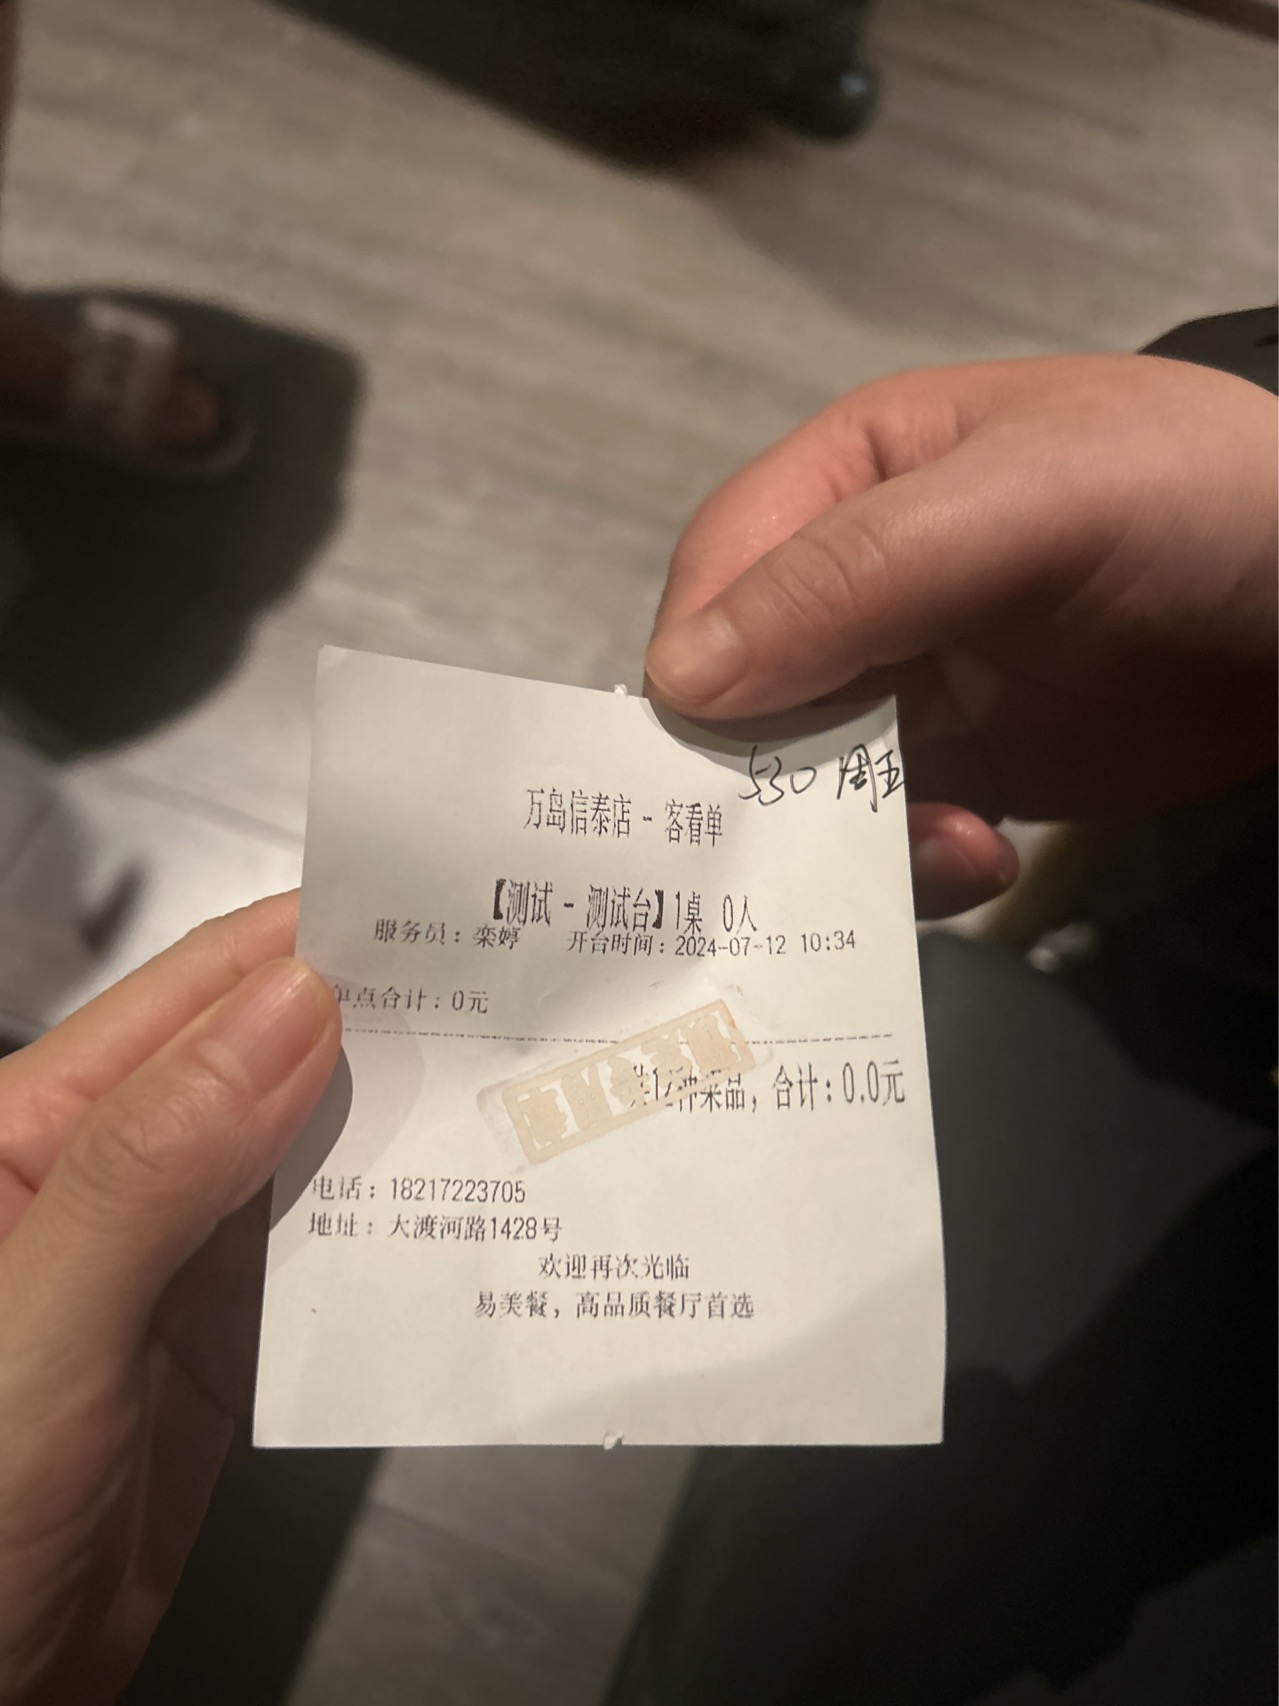 530 周五
万岛信泰店 - 客看单
【测试 - 测试台】1桌 0人
服务员：栾婷 开台时间：2024-07-12 10:34
单点合计：0元
种菜品，合计：0.0元
电话：18217223705
地址：大渡河路1428号
欢迎再次光临
易美餐，高品质餐厅首选